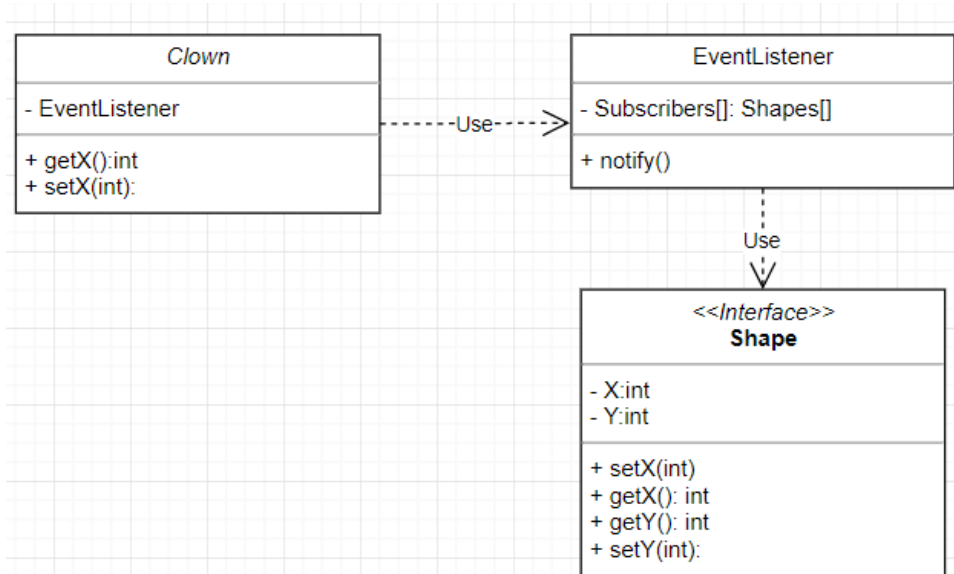 Clown
- EventListener
+ getX():int
+ setX(int):
Use
EventListener
- Subscribers[]: Shapes[]
+ notify()
Use
<<Interface>>
Shape
- X:int
- Y:int
+ setX(int)
+ getX(): int
+ getY(): int
+ setY(int):